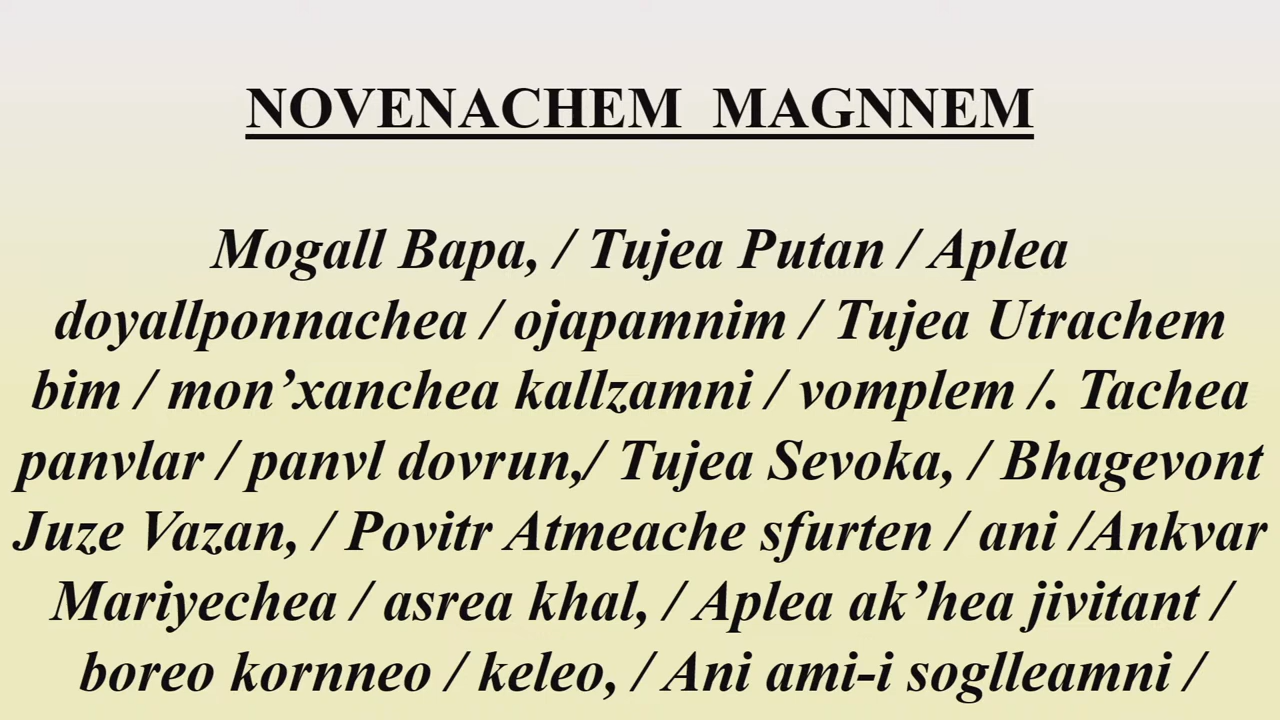 NOVENACHEM MAGNNEM
Mogall Bapa, / Tujea Putan / Aplea
doyallponnachea / ojapamnim / Tujea Utrachem
bim / mon’xanchea kallzamni / vomplem /. Tachea
panvlar / panvl dovrun,/ Tujea Sevoka, / Bhagevont
Juze Vazan, / Povitr Atmeache sfurten / ani /Ankvar
Mariyechea / asrea khal, / Aplea ak’hea jivitant /
boreo kornneo / keleo, / Ani ami-i soglleamni /